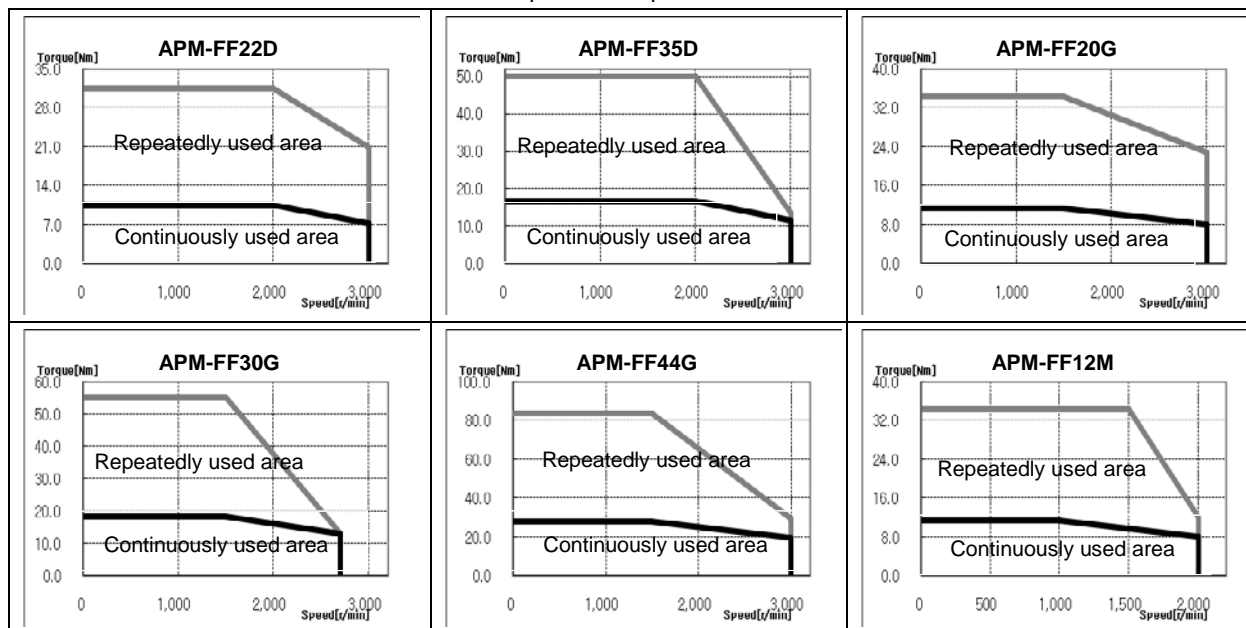 APM-FF22D
Torque[Nm]
35.0
28.0
21.0
14.0
7.0
0.0
Repeatedly used area
Continuously used area
0 1,000 2,000 3,000
Speed[r/min]
APM-FF35D
Torque[Nm]
50.0
40.0
30.0
20.0
10.0
0.0
Repeatedly used area
Continuously used area
0 1,000 2,000 3,000
Speed[r/min]
APM-FF20G
Torque[Nm]
40.0
32.0
24.0
16.0
8.0
0.0
Repeatedly used area
Continuously used area
0 1,000 2,000 3,000
Speed[r/min]
APM-FF30G
Torque[Nm]
60.0
50.0
40.0
30.0
20.0
10.0
0.0
Repeatedly used area
Continuously used area
0 1,000 2,000 3,000
Speed[r/min]
APM-FF44G
Torque[Nm]
100.0
80.0
60.0
40.0
20.0
0.0
Repeatedly used area
Continuously used area
0 1,000 2,000 3,000
Speed[r/min]
APM-FF12M
Torque[Nm]
40.0
32.0
24.0
16.0
8.0
0.0
Repeatedly used area
Continuously used area
0 500 1,000 1,500 2,000
Speed[r/min]